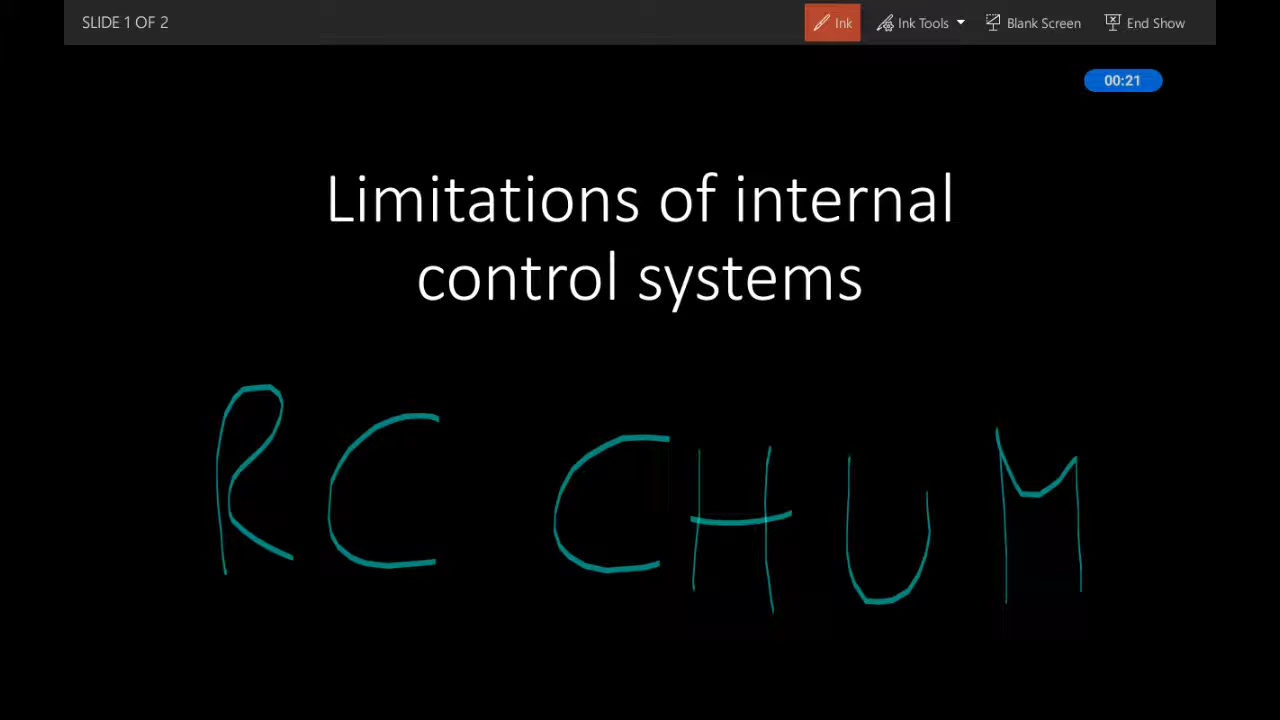 SLIDE 1 OF 2 Ink Ink Tools Blank Screen End Show
00:21
Limitations of internal
control systems
RC CHUM